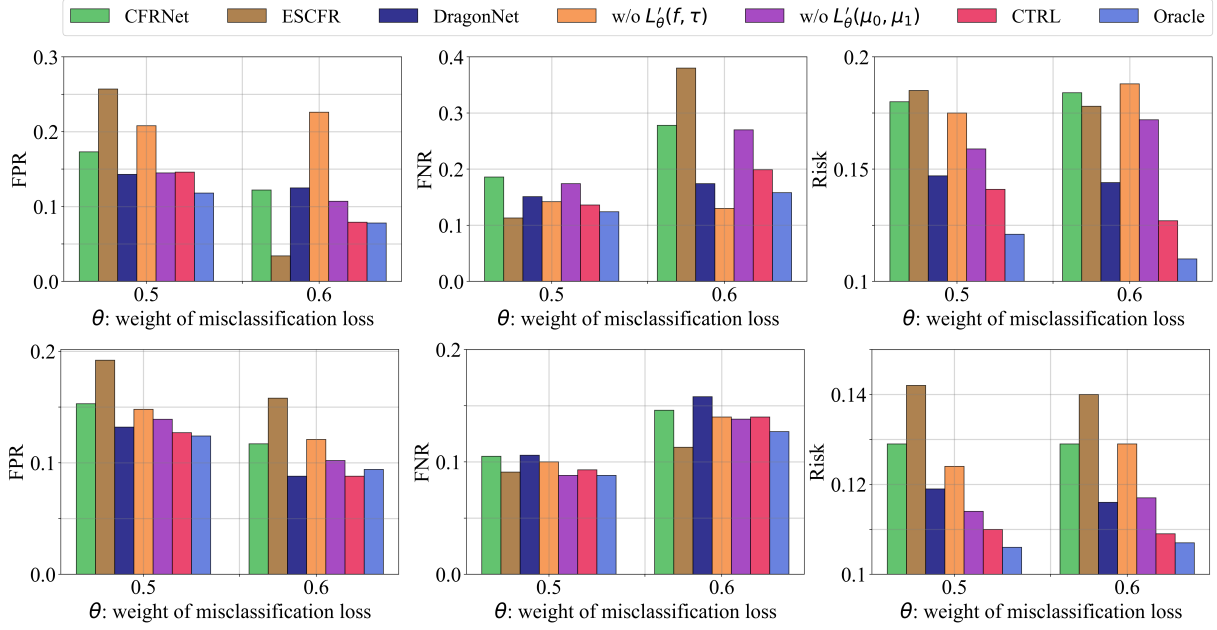 CFRNet ESCFR DragonNet w/o L′θ(f, τ) w/o L′θ(μ0, μ1) CTRL Oracle
0.3
0.2
0.1
0.0
FPR
0.5 0.6
θ: weight of misclassification loss
0.4
0.3
0.2
0.1
0.0
FNR
0.5 0.6
θ: weight of misclassification loss
0.2
0.15
0.1
Risk
0.5 0.6
θ: weight of misclassification loss
0.2
0.1
0.0
FPR
0.5 0.6
θ: weight of misclassification loss
0.2
0.1
0.0
FNR
0.5 0.6
θ: weight of misclassification loss
0.14
0.12
0.1
Risk
0.5 0.6
θ: weight of misclassification loss